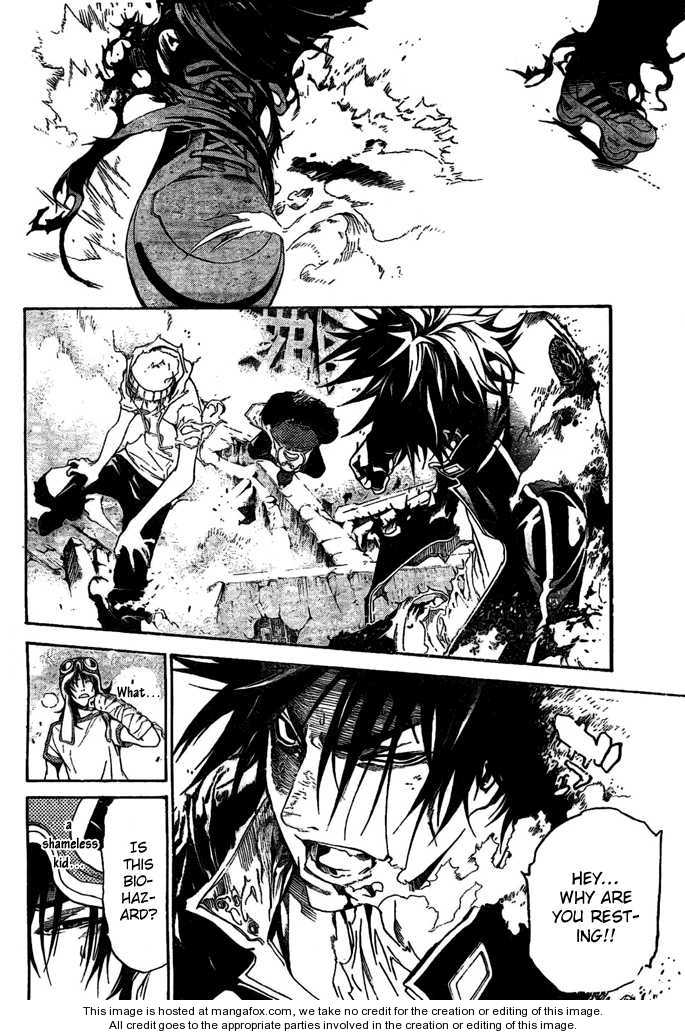 What...
a
shameless
kid...
IS
THIS
BIO-
HAZ-
ARD?
HEY...
WHY ARE
YOU REST-
ING!!
This image is hosted at mangafox.com, we take no credit for the creation or editing of this image.
All credit goes to the appropriate parties involved in the creation or editing of this image.